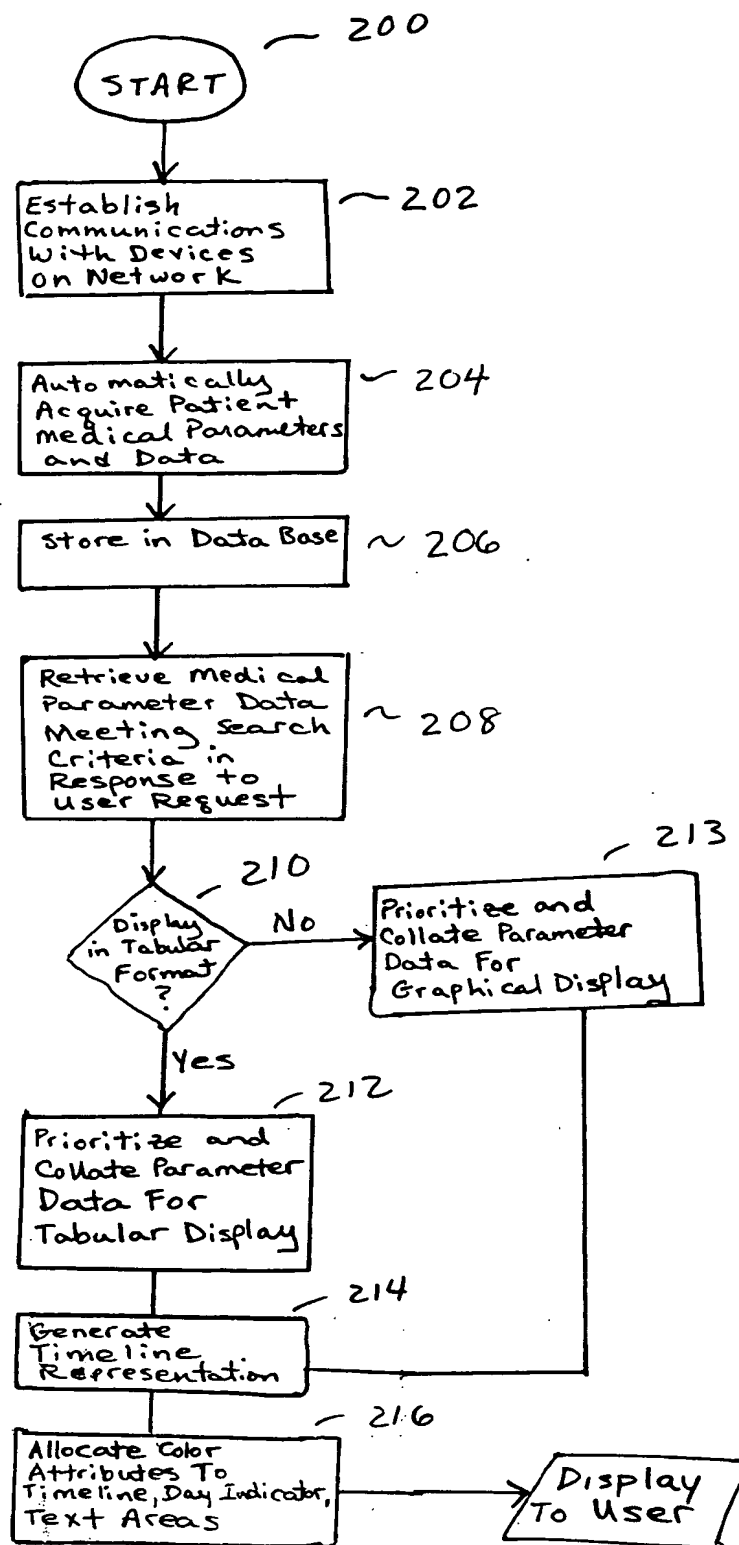 200
START
202
Establish
Communications
With Devices
on Network
204
Automatically
Acquire Patient
medical Parameters
and Data
Store in Data Base
206
Retrieve Medical
Parameter Data
Meeting Search
Criteria in
Response to
User Request
208
210
Display
in Tabular
Format
?
No
213
Prioritize and
Collate Parameter
Data For
Graphical Display
Yes
212
Prioritize and
Collate Parameter
Data For
Tabular Display
214
Generate
Timeline
Representation
216
Allocate Color
Attributes To
Timeline, Day Indicator,
Text Areas
Display
To User